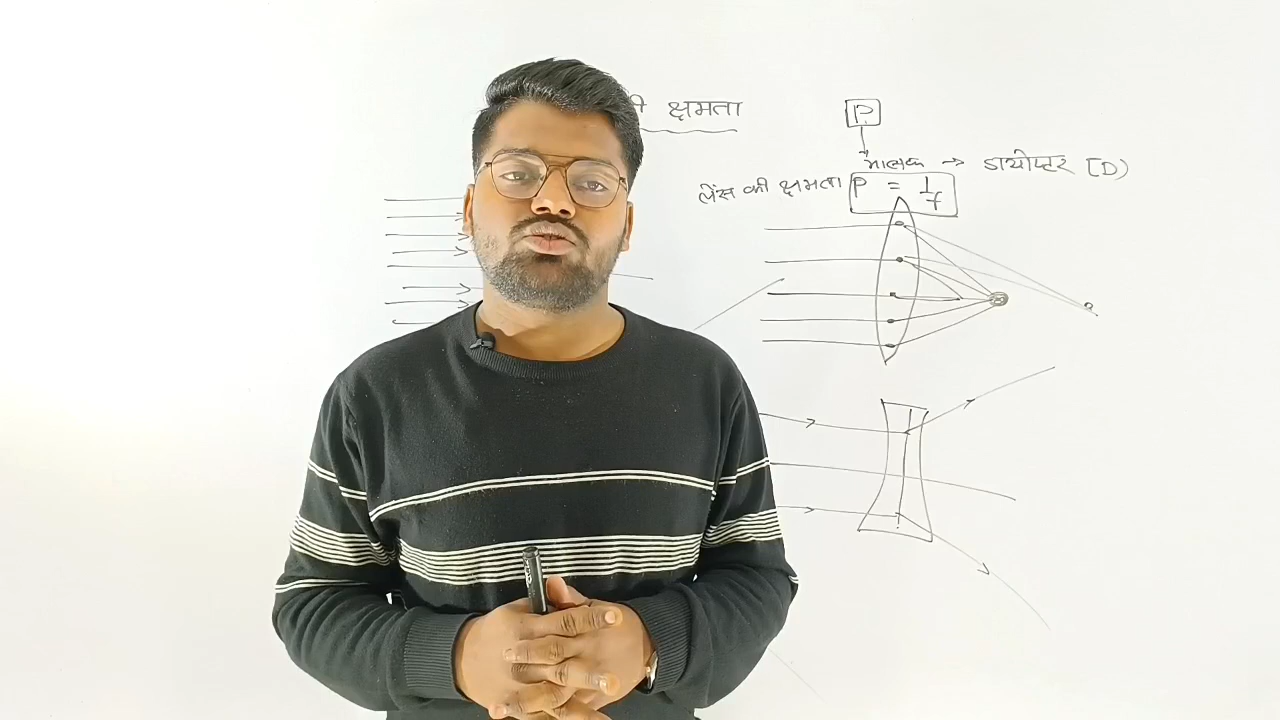 की क्षमता
P
मात्रक → डायोप्टर [D]
लेंस की क्षमता P = 1/f